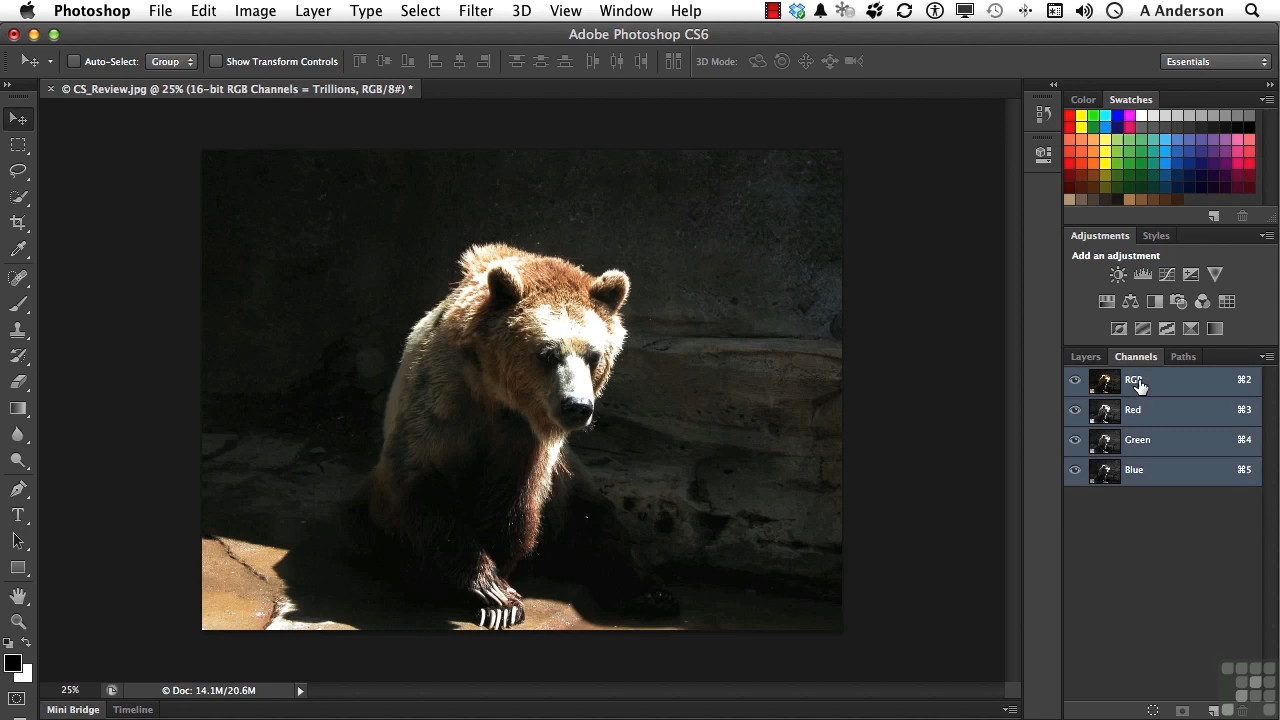 Photoshop File Edit Image Layer Type Select Filter 3D View Window Help A Anderson
Adobe Photoshop CS6
Auto-Select: Group Show Transform Controls 3D Mode: Essentials
× © CS_Review.jpg @ 25% (16-bit RGB Channels = Trillions, RGB/8#) *
Color Swatches
Adjustments Styles
Add an adjustment
Layers Channels Paths
RGB ⌘2
Red ⌘3
Green ⌘4
Blue ⌘5
25% © Doc: 14.1M/20.6M
Mini Bridge Timeline